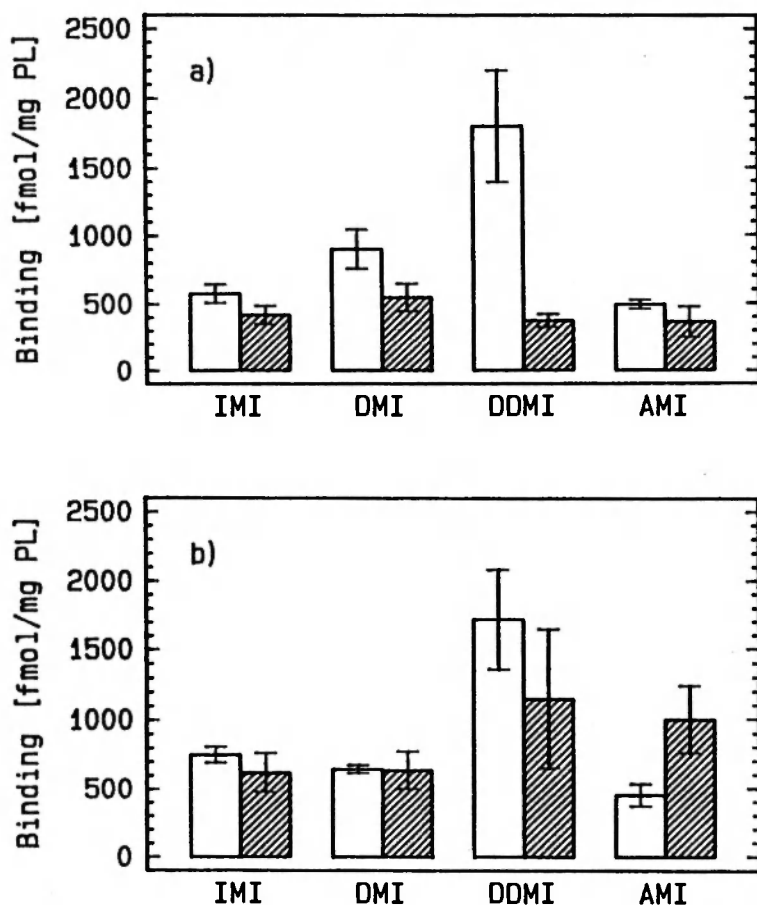 Binding [fmol/mg PL]
2500
2000
1500
1000
500
0
a)
IMI DMI DDMI AMI
Binding [fmol/mg PL]
2500
2000
1500
1000
500
0
b)
IMI DMI DDMI AMI